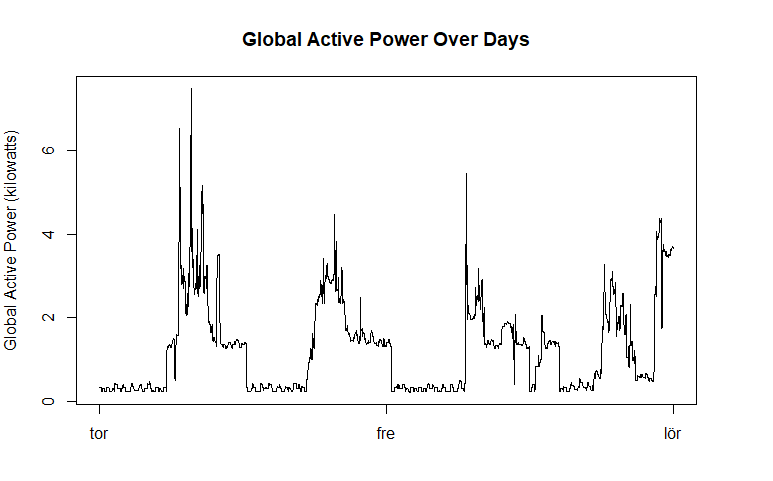 Global Active Power Over Days
Global Active Power (kilowatts)
6
4
2
0
tor
fre
lör